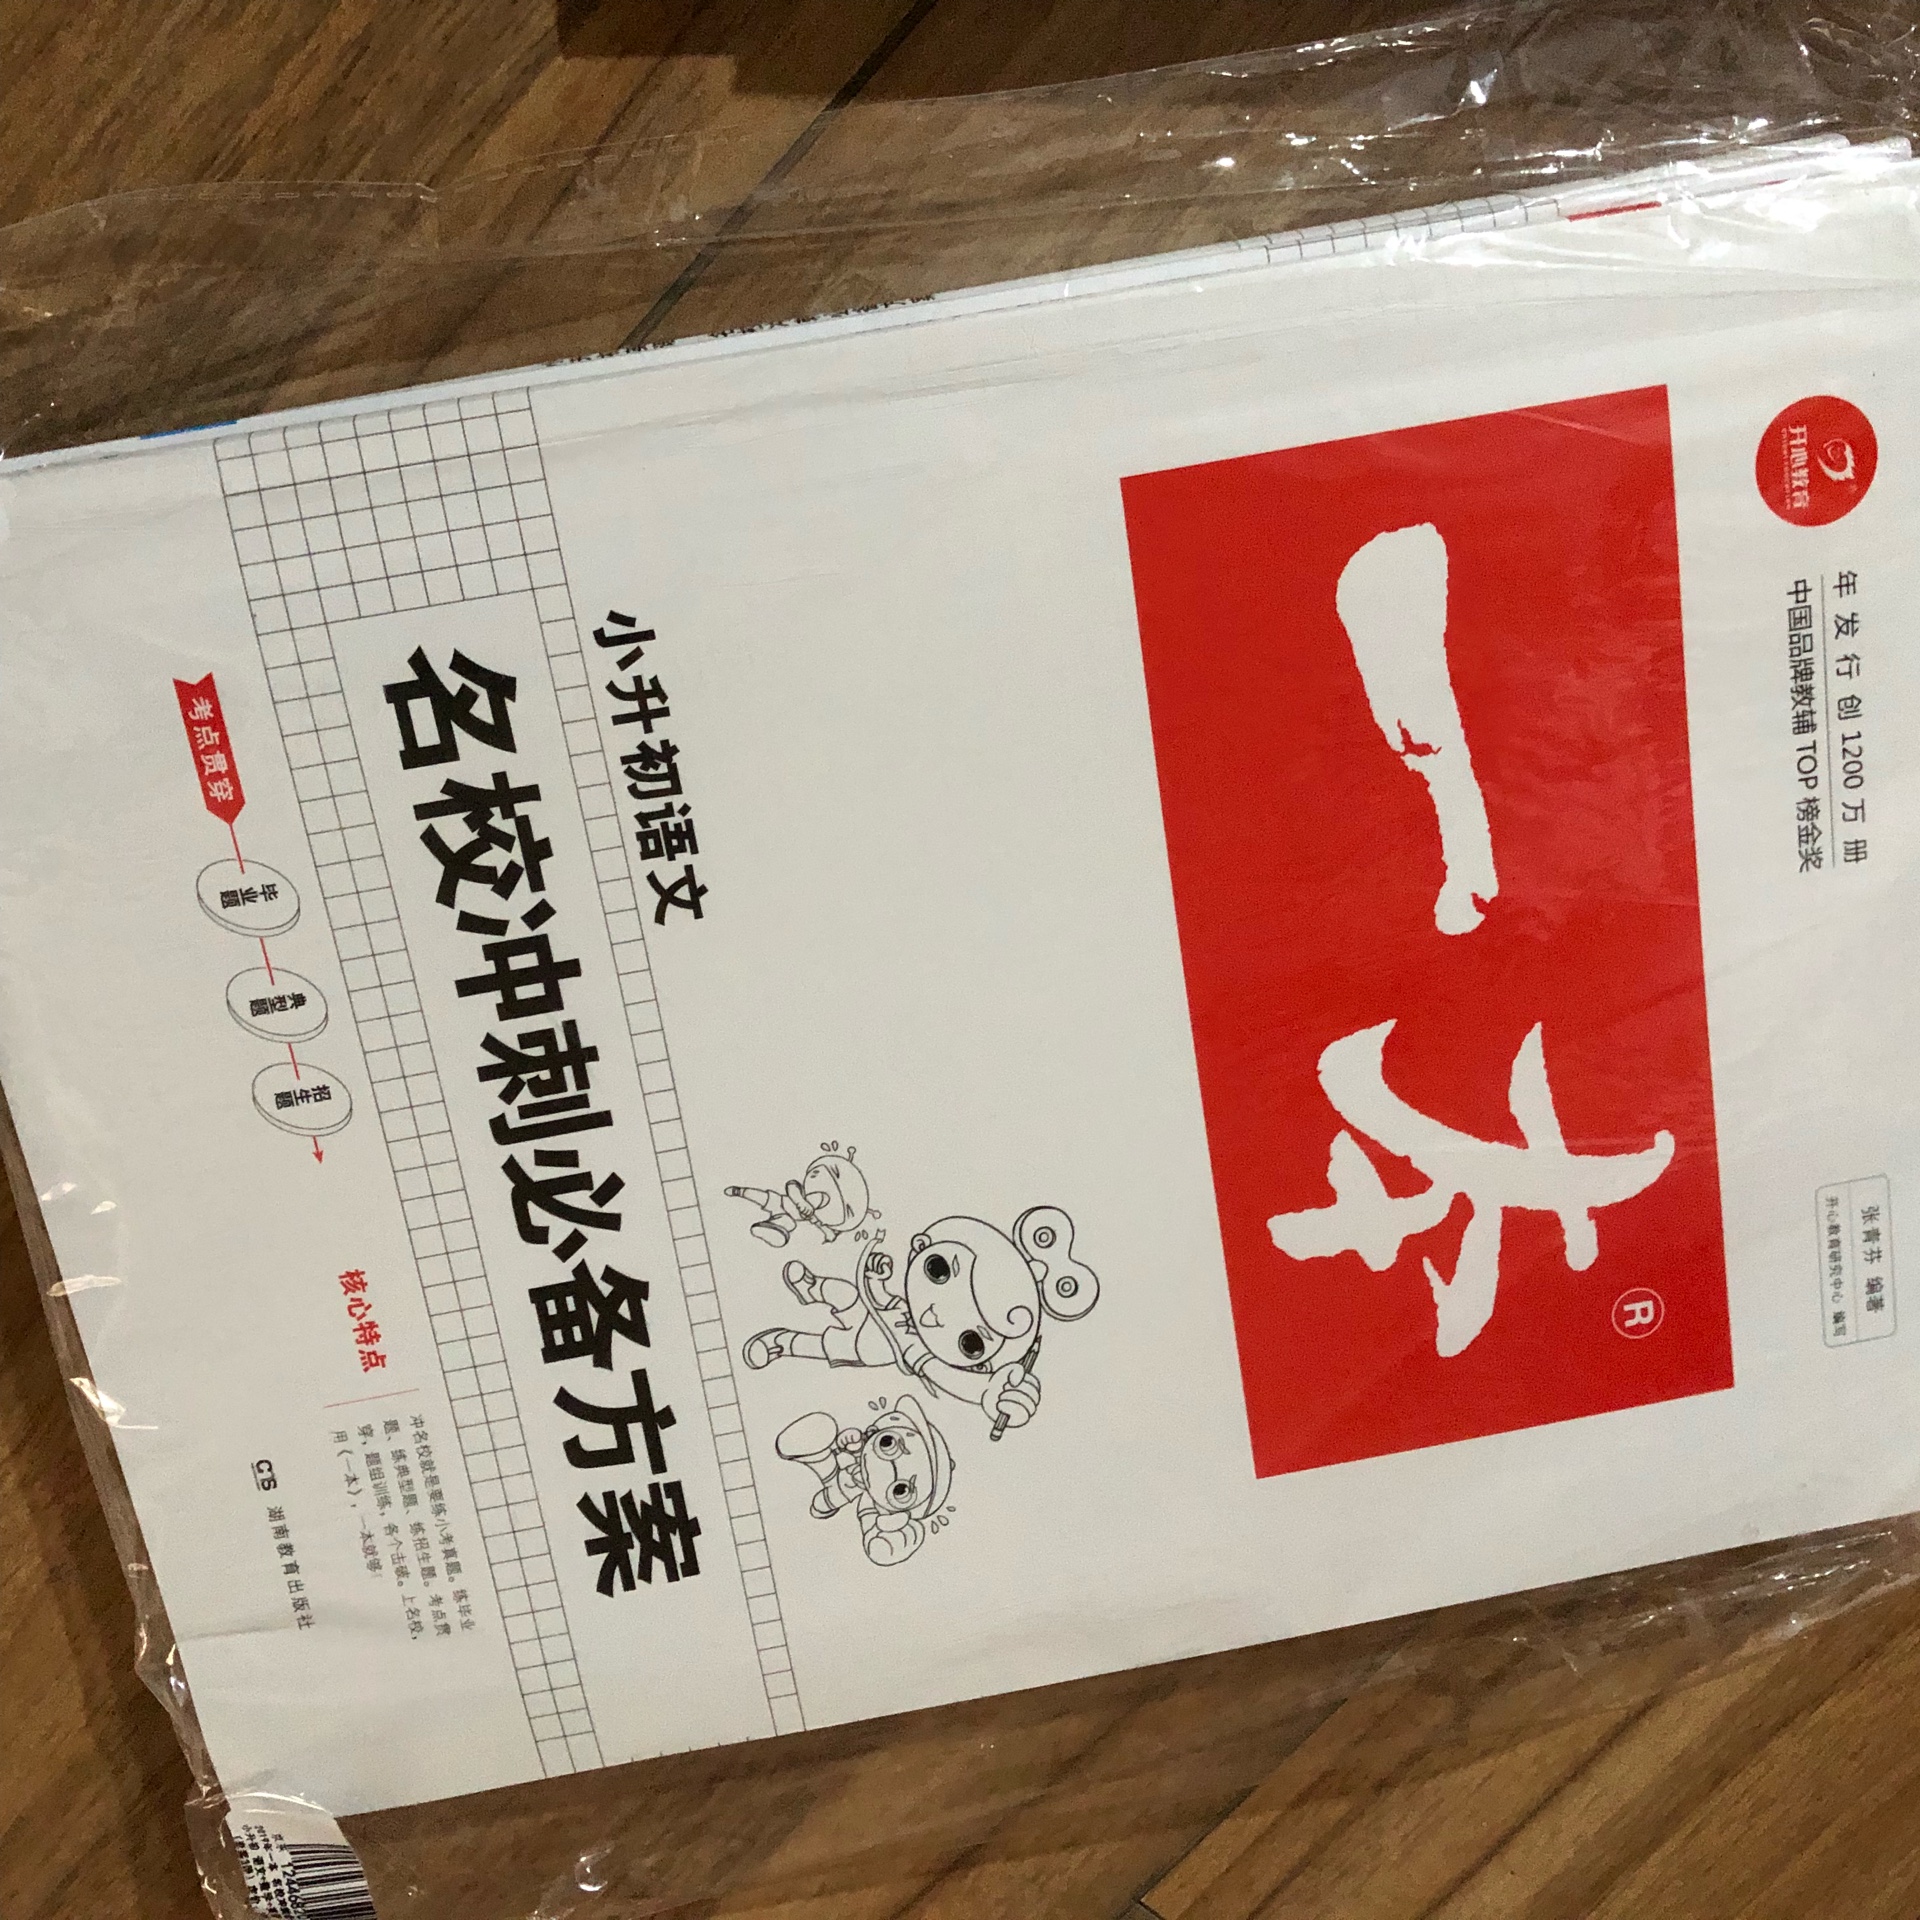 开心教育
年发行创1200万册
中国品牌教辅TOP榜金奖
张青芬 编著
开心教育研究中心 编写
一本
®
小升初语文
名校冲刺必备方案
考点贯穿
毕业题
典型题
招生题
核心特点
冲名校就是要练小考真题。练毕业
题、练典型题、练招生题。考点贯
穿，题组训练，各个击破。上名校，
用《一本》，一本就够！
湖南教育出版社